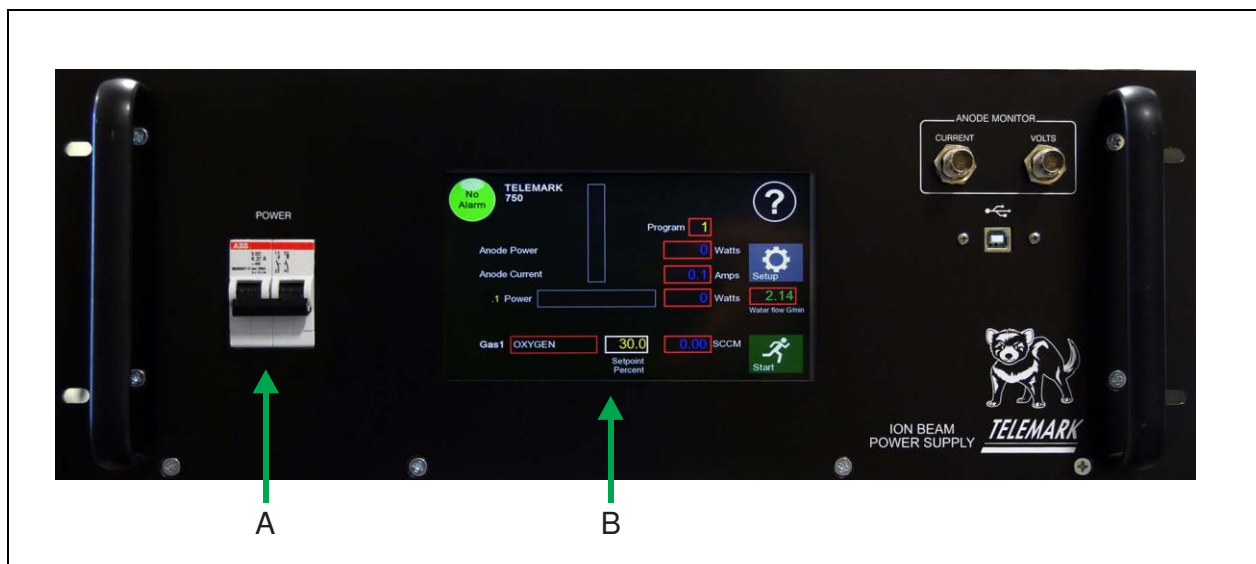 ANODE MONITOR
CURRENT
VOLTS
POWER
ABB
No
Alarm
TELEMARK
750
?
Program 1
Anode Power 0 Watts
Anode Current 0.1 Amps
Setup
.1 Power 0 Watts
2.14
Water flow G/min
Gas1 OXYGEN 30.0 0.00 SCCM
Setpoint
Percent
Start
ION BEAM
POWER SUPPLY
TELEMARK
A
B